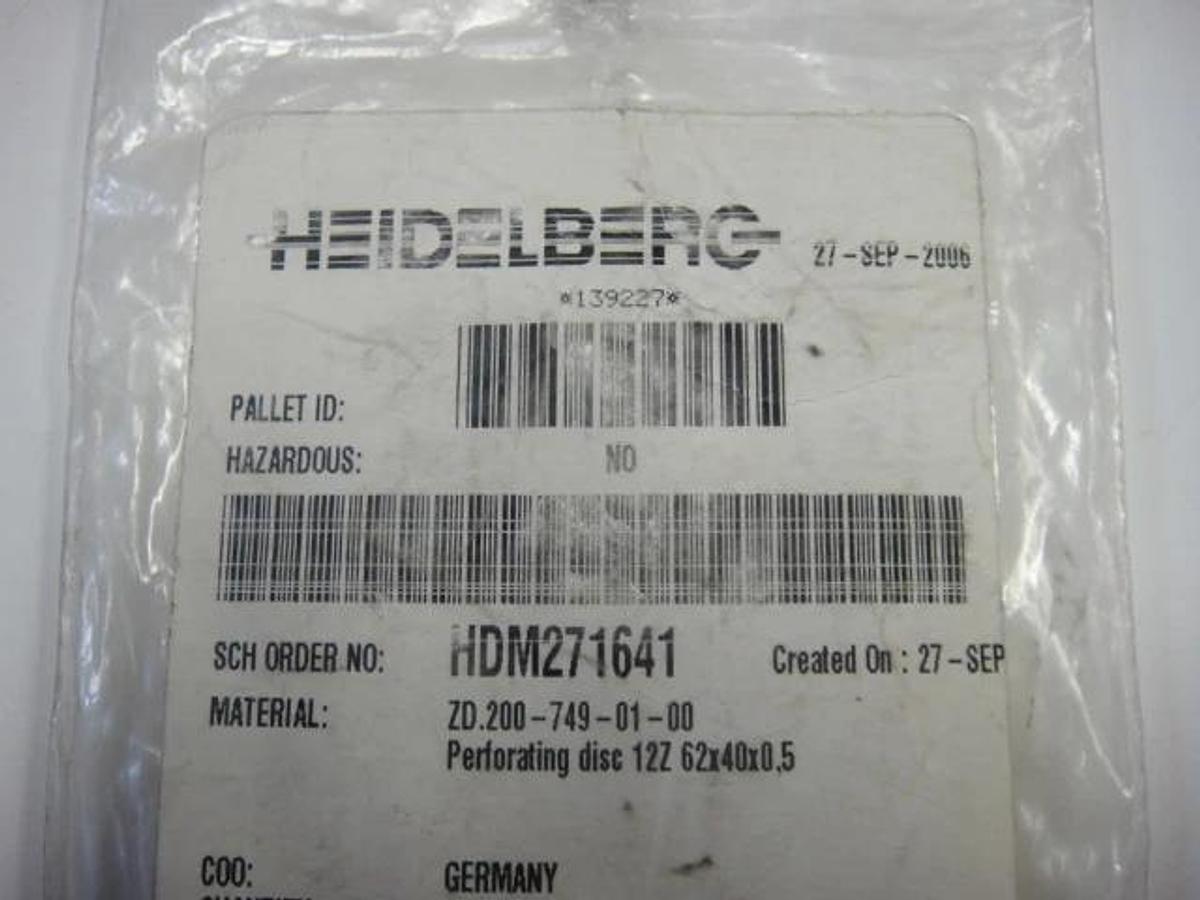 HEIDELBERG 27-SEP-2006
*139227*
PALLET ID:
HAZARDOUS: NO
SCH ORDER NO: HDM271641 Created On : 27-SEP
MATERIAL: ZD.200-749-01-00
Perforating disc 12Z 62x40x0,5
COO: GERMANY